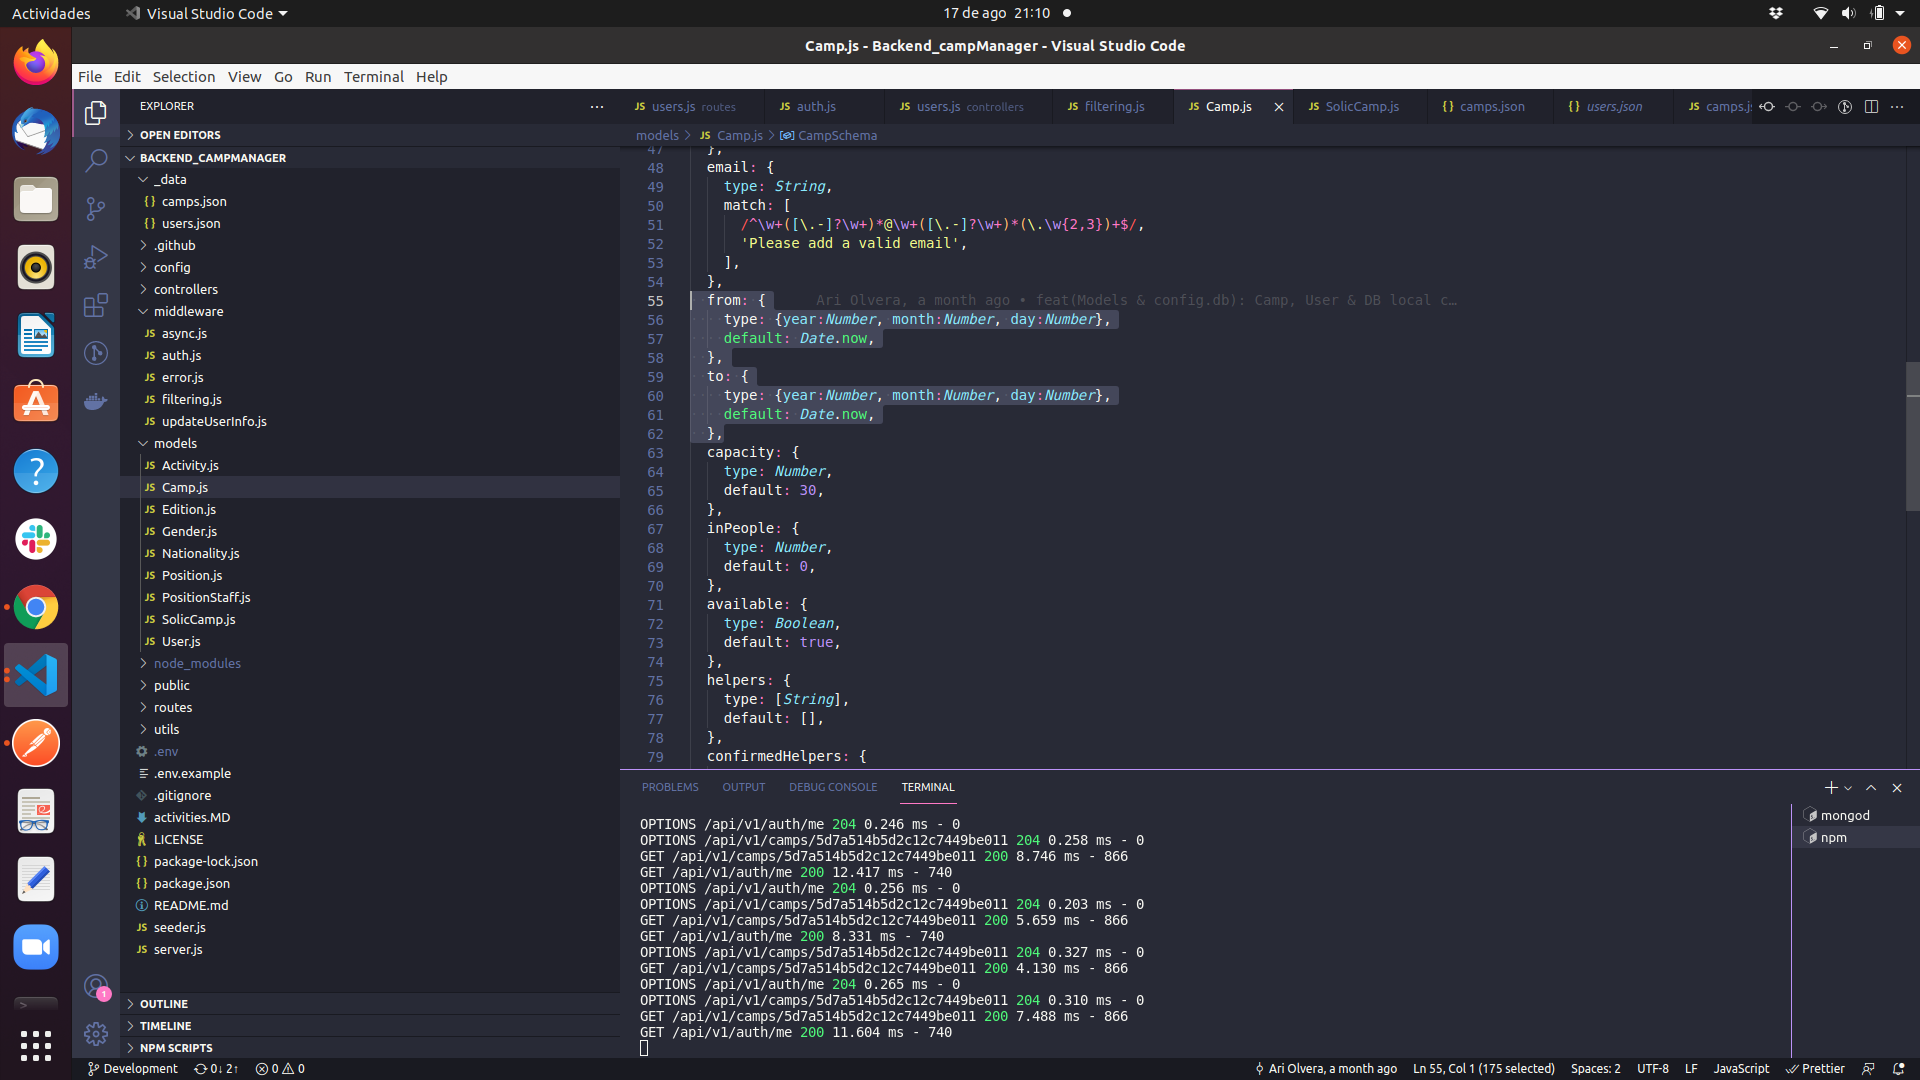 Actividades
Visual Studio Code
17 de ago 21:10
Camp.js - Backend_campManager - Visual Studio Code
File Edit Selection View Go Run Terminal Help
EXPLORER
OPEN EDITORS
BACKEND_CAMPMANAGER
_data
camps.json
users.json
.github
config
controllers
middleware
async.js
auth.js
error.js
filtering.js
updateUserInfo.js
models
Activity.js
Camp.js
Edition.js
Gender.js
Nationality.js
Position.js
PositionStaff.js
SolicCamp.js
User.js
node_modules
public
routes
utils
.env
.env.example
.gitignore
activities.MD
LICENSE
package-lock.json
package.json
README.md
seeder.js
server.js
OUTLINE
TIMELINE
NPM SCRIPTS
JS users.js routes
JS auth.js
JS users.js controllers
JS filtering.js
JS Camp.js
JS SolicCamp.js
{} camps.json
{} users.json
JS camps.js
models > JS Camp.js > CampSchema
47 },
48 email: {
49 type: String,
50 match: [
51 /^\w+([\.-]?\w+)*@\w+([\.-]?\w+)*(\.\w{2,3})+$/,
52 'Please add a valid email',
53 ],
54 },
55 from: { Ari Olvera, a month ago • feat(Models & config.db): Camp, User & DB local c…
56 type: {year:Number, month:Number, day:Number},
57 default: Date.now,
58 },
59 to: {
60 type: {year:Number, month:Number, day:Number},
61 default: Date.now,
62 },
63 capacity: {
64 type: Number,
65 default: 30,
66 },
67 inPeople: {
68 type: Number,
69 default: 0,
70 },
71 available: {
72 type: Boolean,
73 default: true,
74 },
75 helpers: {
76 type: [String],
77 default: [],
78 },
79 confirmedHelpers: {
PROBLEMS OUTPUT DEBUG CONSOLE TERMINAL
OPTIONS /api/v1/auth/me 204 0.246 ms - 0
OPTIONS /api/v1/camps/5d7a514b5d2c12c7449be011 204 0.258 ms - 0
GET /api/v1/camps/5d7a514b5d2c12c7449be011 200 8.746 ms - 866
GET /api/v1/auth/me 200 12.417 ms - 740
OPTIONS /api/v1/auth/me 204 0.256 ms - 0
OPTIONS /api/v1/camps/5d7a514b5d2c12c7449be011 204 0.203 ms - 0
GET /api/v1/camps/5d7a514b5d2c12c7449be011 200 5.659 ms - 866
GET /api/v1/auth/me 200 8.331 ms - 740
OPTIONS /api/v1/camps/5d7a514b5d2c12c7449be011 204 0.327 ms - 0
GET /api/v1/camps/5d7a514b5d2c12c7449be011 200 4.130 ms - 866
OPTIONS /api/v1/auth/me 204 0.265 ms - 0
OPTIONS /api/v1/camps/5d7a514b5d2c12c7449be011 204 0.310 ms - 0
GET /api/v1/camps/5d7a514b5d2c12c7449be011 200 7.488 ms - 866
GET /api/v1/auth/me 200 11.604 ms - 740
mongod
npm
1
Development 0↓ 2↑ 0 0
Ari Olvera, a month ago Ln 55, Col 1 (175 selected) Spaces: 2 UTF-8 LF JavaScript Prettier